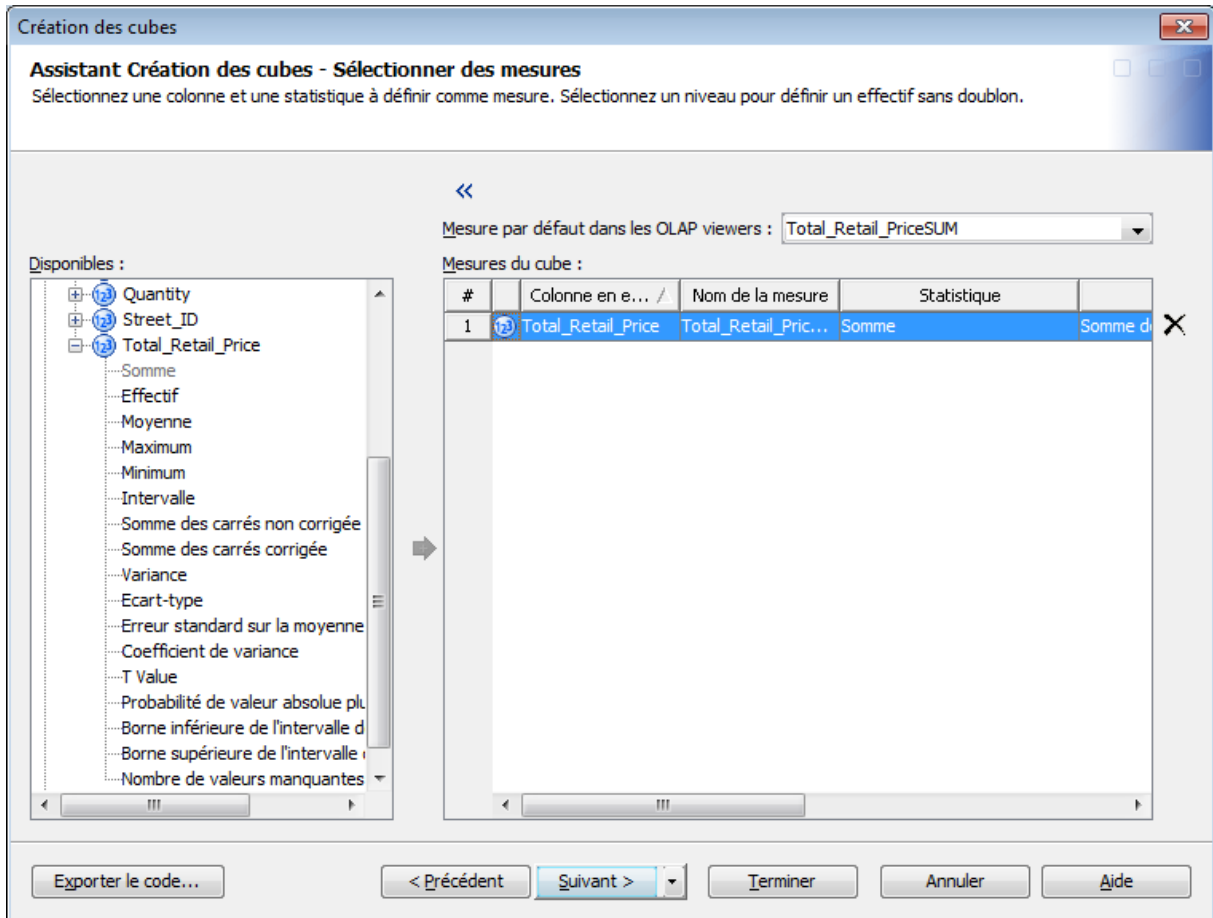 Création des cubes
Assistant Création des cubes - Sélectionner des mesures
Sélectionnez une colonne et une statistique à définir comme mesure. Sélectionnez un niveau pour définir un effectif sans doublon.
Mesure par défaut dans les OLAP viewers : Total_Retail_PriceSUM
Disponibles :
Mesures du cube :
Quantity
Street_ID
Total_Retail_Price
Somme
Effectif
Moyenne
Maximum
Minimum
Intervalle
Somme des carrés non corrigée
Somme des carrés corrigée
Variance
Ecart-type
Erreur standard sur la moyenne
Coefficient de variance
T Value
Probabilité de valeur absolue plu
Borne inférieure de l'intervalle d
Borne supérieure de l'intervalle
Nombre de valeurs manquantes
# Colonne en e... Nom de la mesure Statistique
1 Total_Retail_Price Total_Retail_Pric... Somme Somme d
Exporter le code... < Précédent Suivant > Terminer Annuler Aide